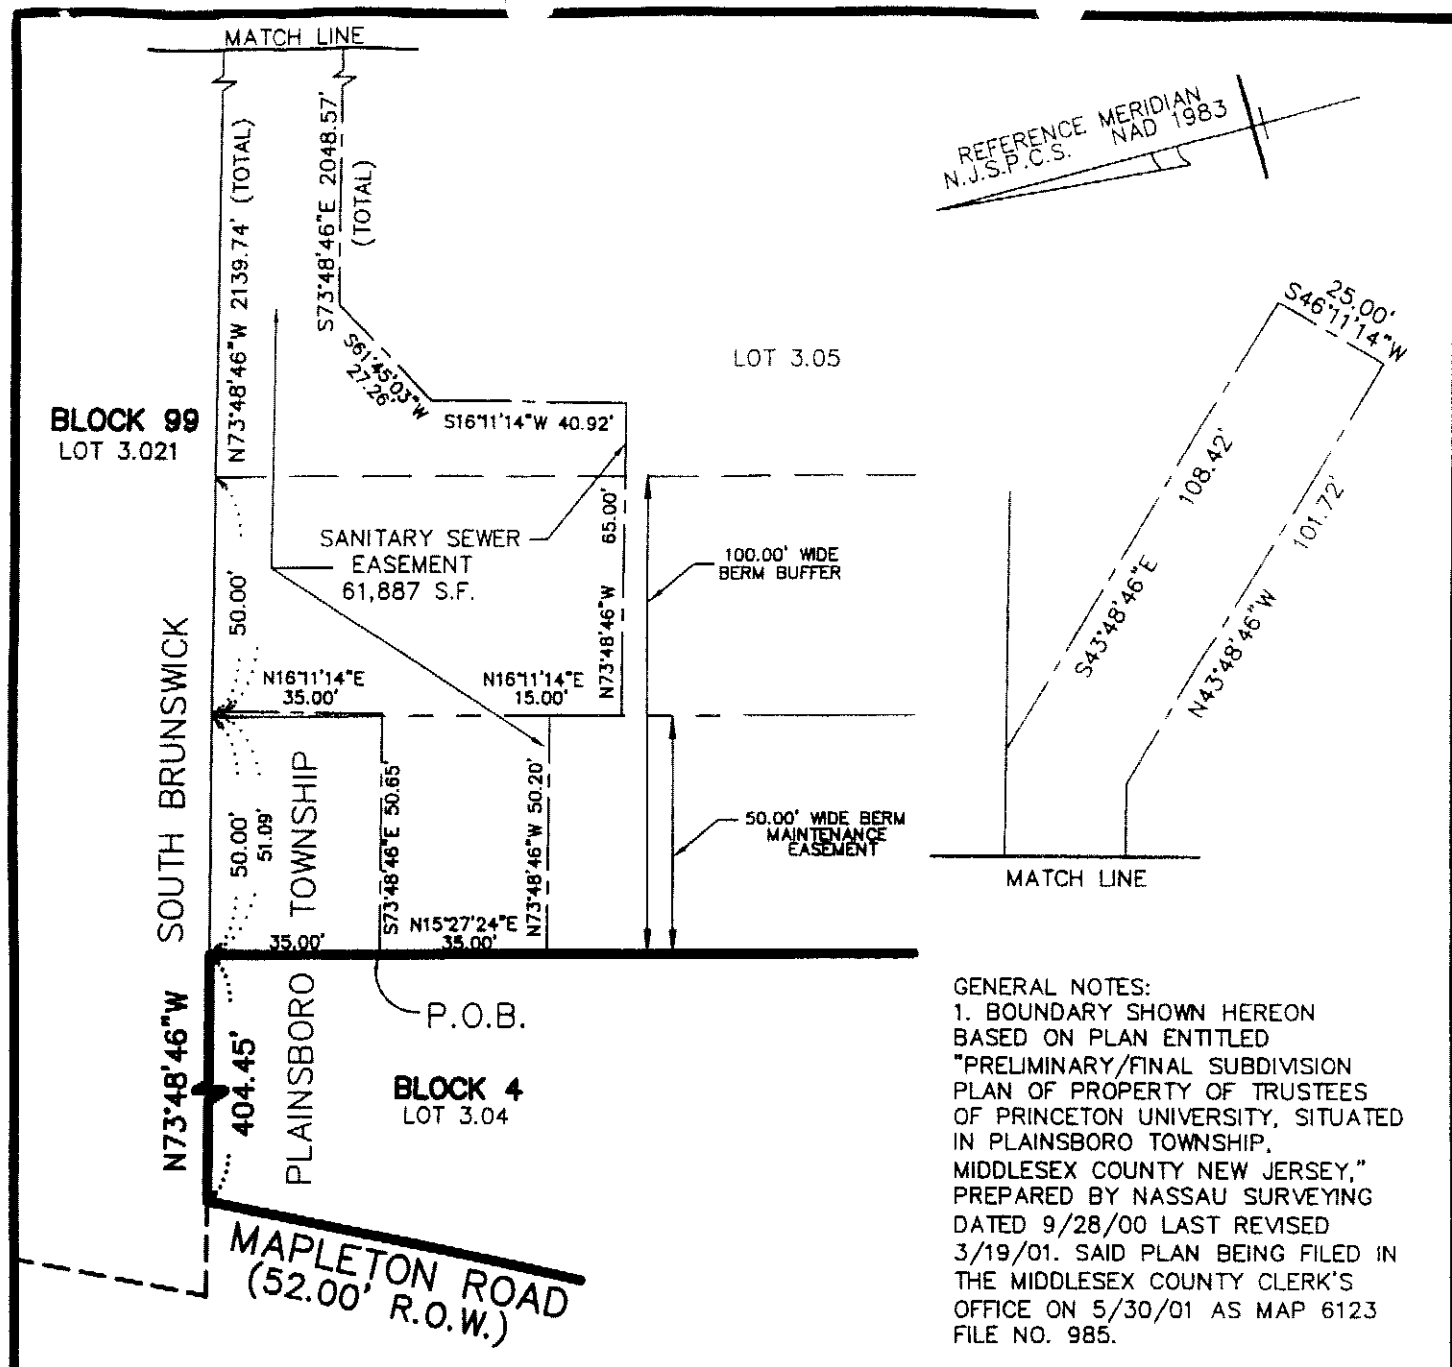 MATCH LINE
N73°48'46"W 2139.74' (TOTAL)
S73°48'46"E 2048.57'
(TOTAL)
REFERENCE MERIDIAN
N.J.S.P.C.S. NAD 1983
25.00'
S46°11'14"W
S61°45'03"W
27.26'
LOT 3.05
BLOCK 99
LOT 3.021
S16°11'14"W 40.92'
108.42'
S43°48'46"E
101.72'
N43°48'46"W
SANITARY SEWER
EASEMENT
61,887 S.F.
65.00'
N73°48'46"W
100.00' WIDE
BERM BUFFER
50.00'
N16°11'14"E
35.00'
N16°11'14"E
15.00'
SOUTH BRUNSWICK
PLAINSBORO TOWNSHIP
50.00'
51.09'
S73°48'46"E 50.65'
N73°48'46"W 50.20'
50.00' WIDE BERM
MAINTENANCE
EASEMENT
MATCH LINE
35.00'
N15°27'24"E
35.00'
P.O.B.
N73°48'46"W
404.45'
BLOCK 4
LOT 3.04
MAPLETON ROAD
(52.00' R.O.W.)
GENERAL NOTES:
1. BOUNDARY SHOWN HEREON
BASED ON PLAN ENTITLED
"PRELIMINARY/FINAL SUBDIVISION
PLAN OF PROPERTY OF TRUSTEES
OF PRINCETON UNIVERSITY, SITUATED
IN PLAINSBORO TOWNSHIP,
MIDDLESEX COUNTY NEW JERSEY,"
PREPARED BY NASSAU SURVEYING
DATED 9/28/00 LAST REVISED
3/19/01. SAID PLAN BEING FILED IN
THE MIDDLESEX COUNTY CLERK'S
OFFICE ON 5/30/01 AS MAP 6123
FILE NO. 985.